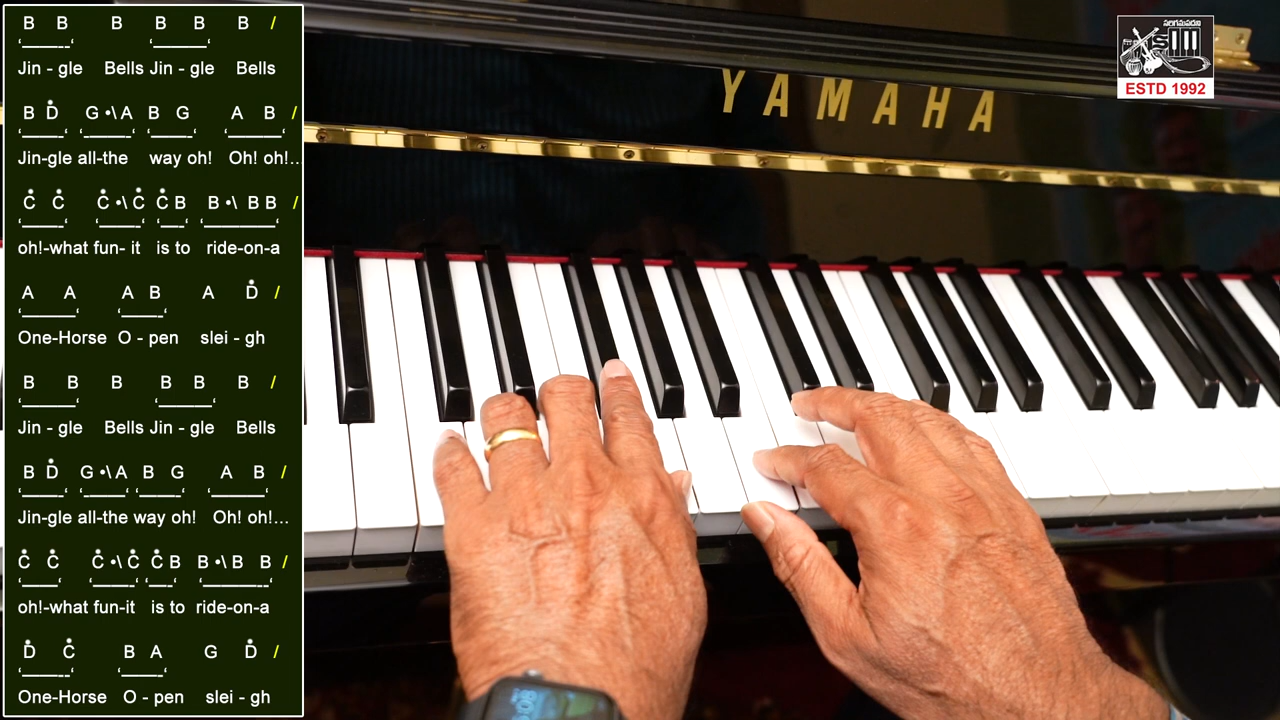 B B B B B B /
Jin - gle Bells Jin - gle Bells
B Ḋ G •\ A B G A B /
Jin-gle all-the way oh! Oh! oh!...
Ċ Ċ Ċ •\ Ċ Ċ B B •\ B B /
oh!-what fun- it is to ride-on-a
A A A B A Ḋ /
One-Horse O - pen slei - gh
B B B B B B /
Jin - gle Bells Jin - gle Bells
B Ḋ G •\ A B G A B /
Jin-gle all-the way oh! Oh! oh!...
Ċ Ċ Ċ •\ Ċ Ċ B B •\ B B /
oh!-what fun-it is to ride-on-a
Ḋ Ċ B A G Ḋ /
One-Horse O - pen slei - gh
YAMAHA
సరిగమపదని
ESTD 1992